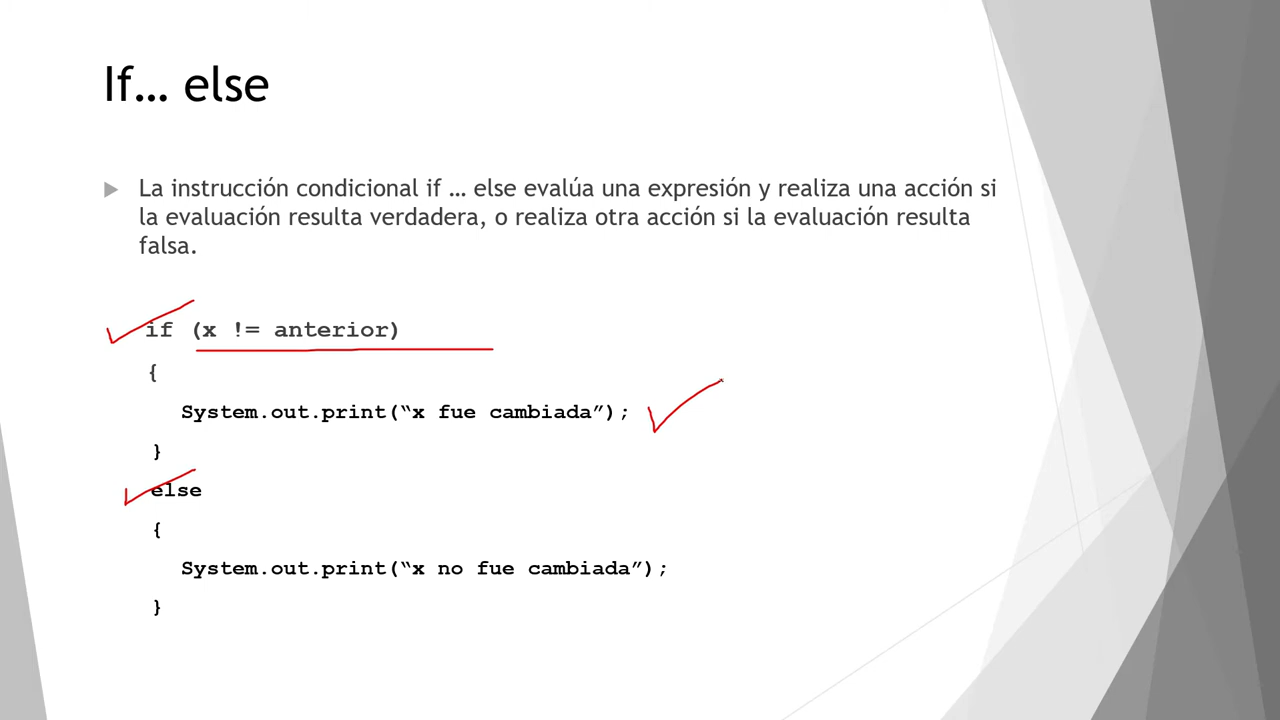 If… else
La instrucción condicional if … else evalúa una expresión y realiza una acción si
la evaluación resulta verdadera, o realiza otra acción si la evaluación resulta
falsa.
if (x != anterior)
{
System.out.print(“x fue cambiada”);
}
else
{
System.out.print(“x no fue cambiada”);
}